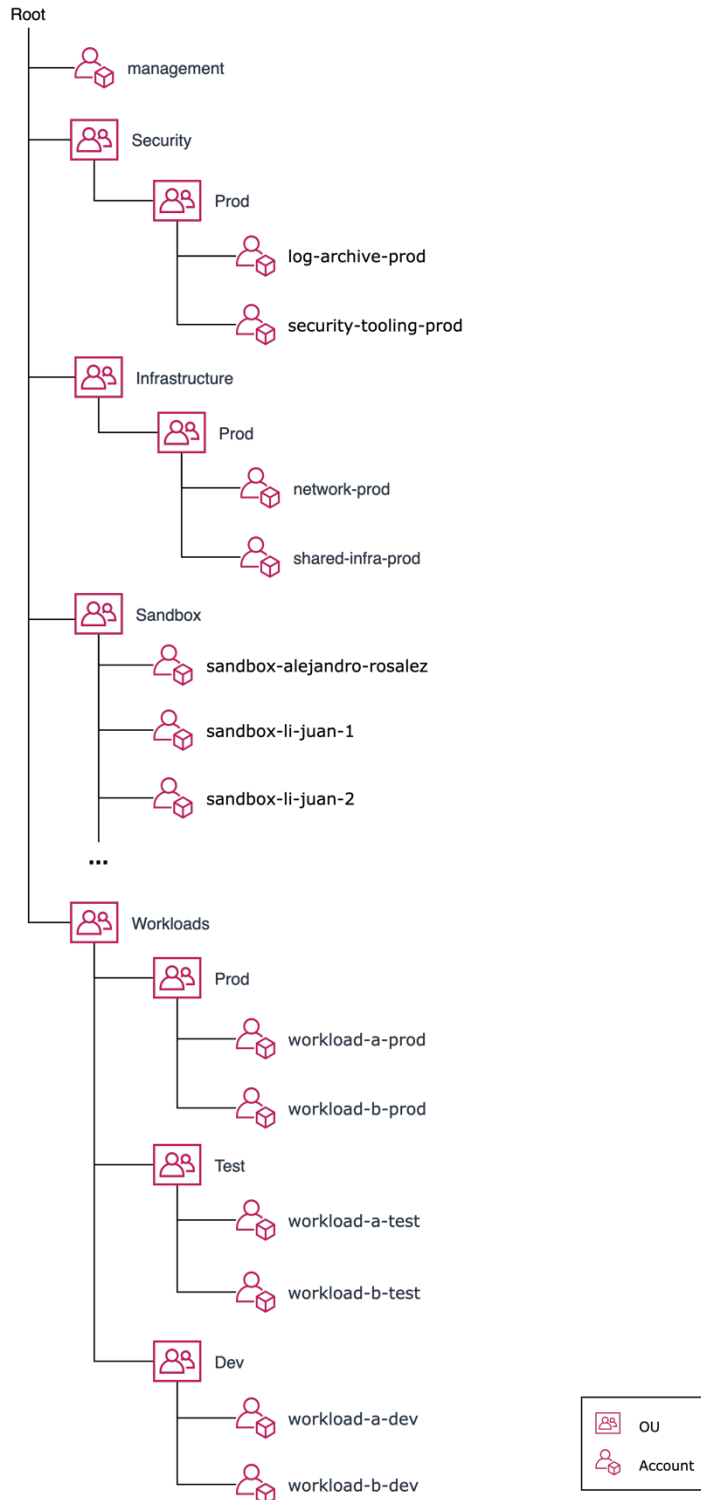 Root
management
Security
Prod
log-archive-prod
security-tooling-prod
Infrastructure
Prod
network-prod
shared-infra-prod
Sandbox
sandbox-alejandro-rosalez
sandbox-li-juan-1
sandbox-li-juan-2
...
Workloads
Prod
workload-a-prod
workload-b-prod
Test
workload-a-test
workload-b-test
Dev
workload-a-dev
workload-b-dev
OU
Account